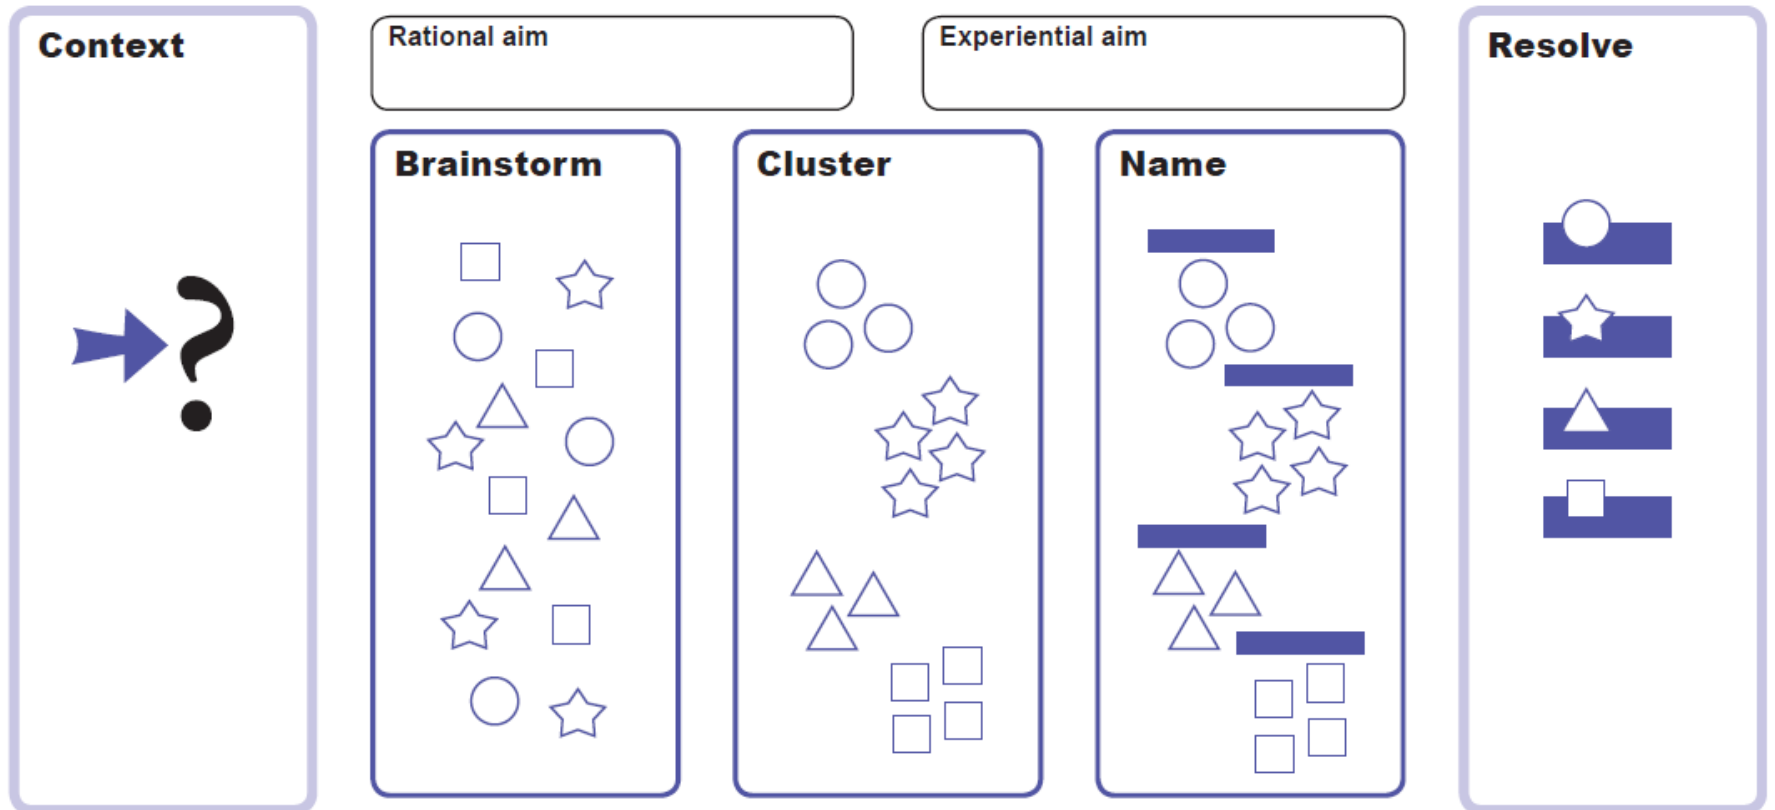 Context
Rational aim
Experiential aim
Resolve
Brainstorm
Cluster
Name
?